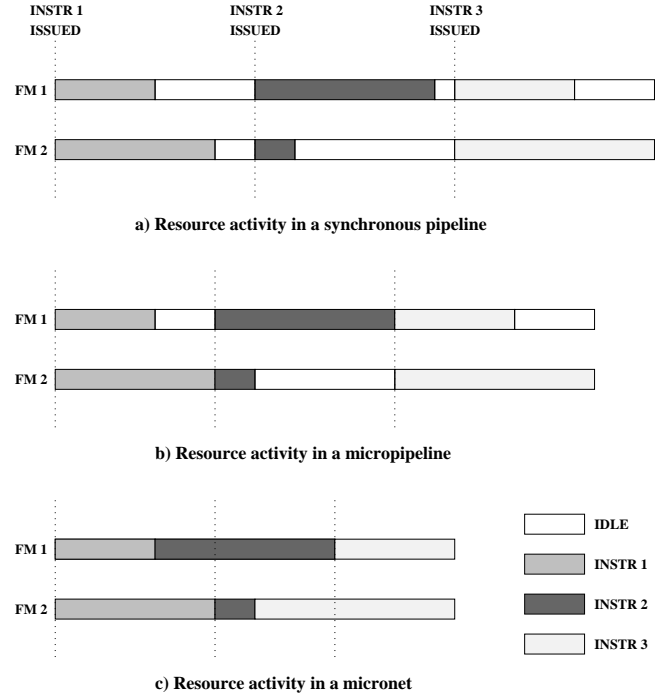 INSTR 1 INSTR 2 INSTR 3
ISSUED ISSUED ISSUED
FM 1
FM 2
a) Resource activity in a synchronous pipeline
FM 1
FM 2
b) Resource activity in a micropipeline
FM 1
FM 2
IDLE
INSTR 1
INSTR 2
INSTR 3
c) Resource activity in a micronet